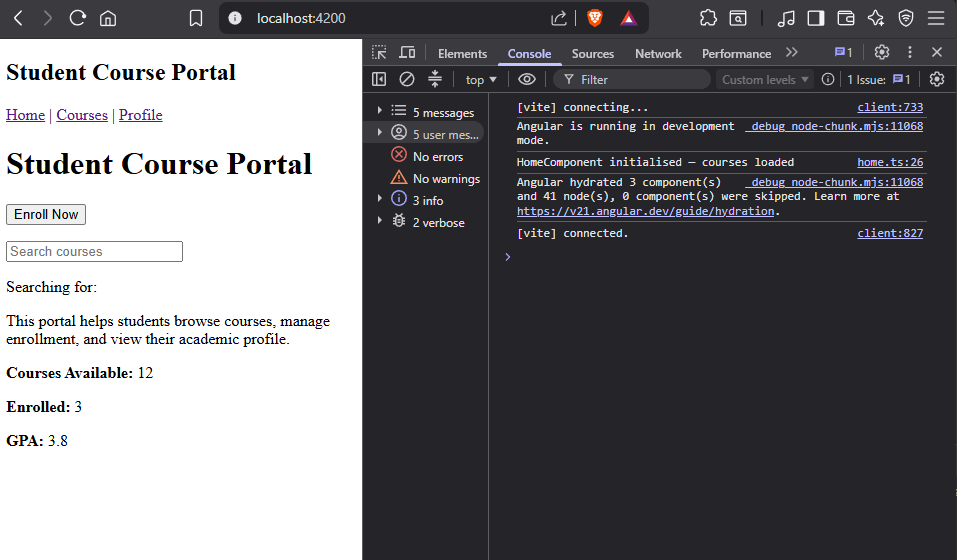 localhost:4200
Student Course Portal
Home | Courses | Profile
Student Course Portal
Enroll Now
Search courses
Searching for:
This portal helps students browse courses, manage
enrollment, and view their academic profile.
Courses Available: 12
Enrolled: 3
GPA: 3.8
Elements Console Sources Network Performance 1
top Filter Custom levels 1 Issue: 1
5 messages
5 user mes...
No errors
No warnings
3 info
2 verbose
[vite] connecting... client:733
Angular is running in development _debug_node-chunk.mjs:11068
mode.
HomeComponent initialised — courses loaded home.ts:26
Angular hydrated 3 component(s) _debug_node-chunk.mjs:11068
and 41 node(s), 0 component(s) were skipped. Learn more at
https://v21.angular.dev/guide/hydration.
[vite] connected. client:827